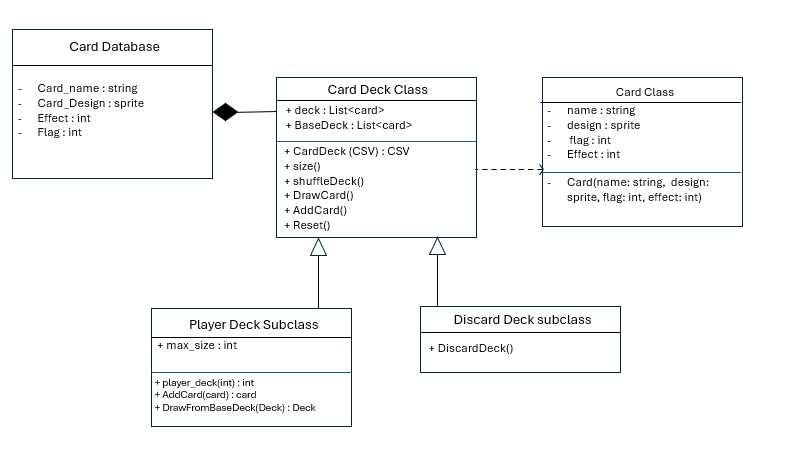 Card Database
- Card_name : string
- Card_Design : sprite
- Effect : int
- Flag : int
Card Deck Class
+ deck : List<card>
+ BaseDeck : List<card>
+ CardDeck (CSV) : CSV
+ size()
+ shuffleDeck()
+ DrawCard()
+ AddCard()
+ Reset()
Card Class
- name : string
- design : sprite
- flag : int
- Effect : int
- Card(name: string, design:
sprite, flag: int, effect: int)
Player Deck Subclass
+ max_size : int
+ player_deck(int) : int
+ AddCard(card) : card
+ DrawFromBaseDeck(Deck) : Deck
Discard Deck subclass
+ DiscardDeck()